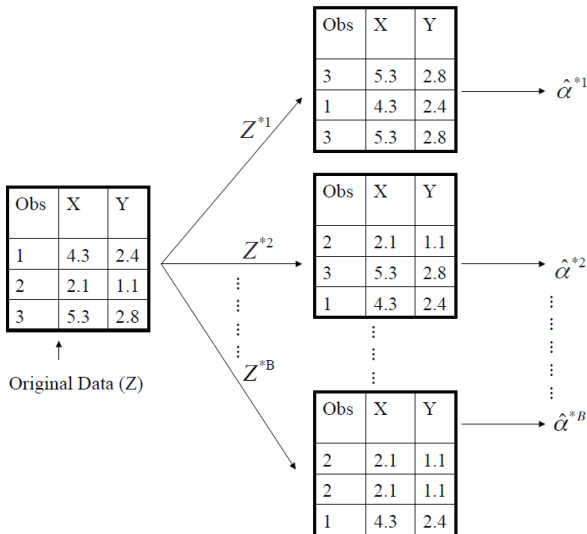 Obs X Y
3 5.3 2.8
1 4.3 2.4
3 5.3 2.8
α̂*1
Z*1
Obs X Y
1 4.3 2.4
2 2.1 1.1
3 5.3 2.8
Original Data (Z)
Z*2
Obs X Y
2 2.1 1.1
3 5.3 2.8
1 4.3 2.4
α̂*2
Z*B
Obs X Y
2 2.1 1.1
2 2.1 1.1
1 4.3 2.4
α̂*B